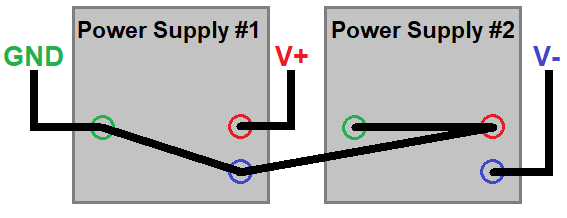 Power Supply #1
Power Supply #2
GND
V+
V-